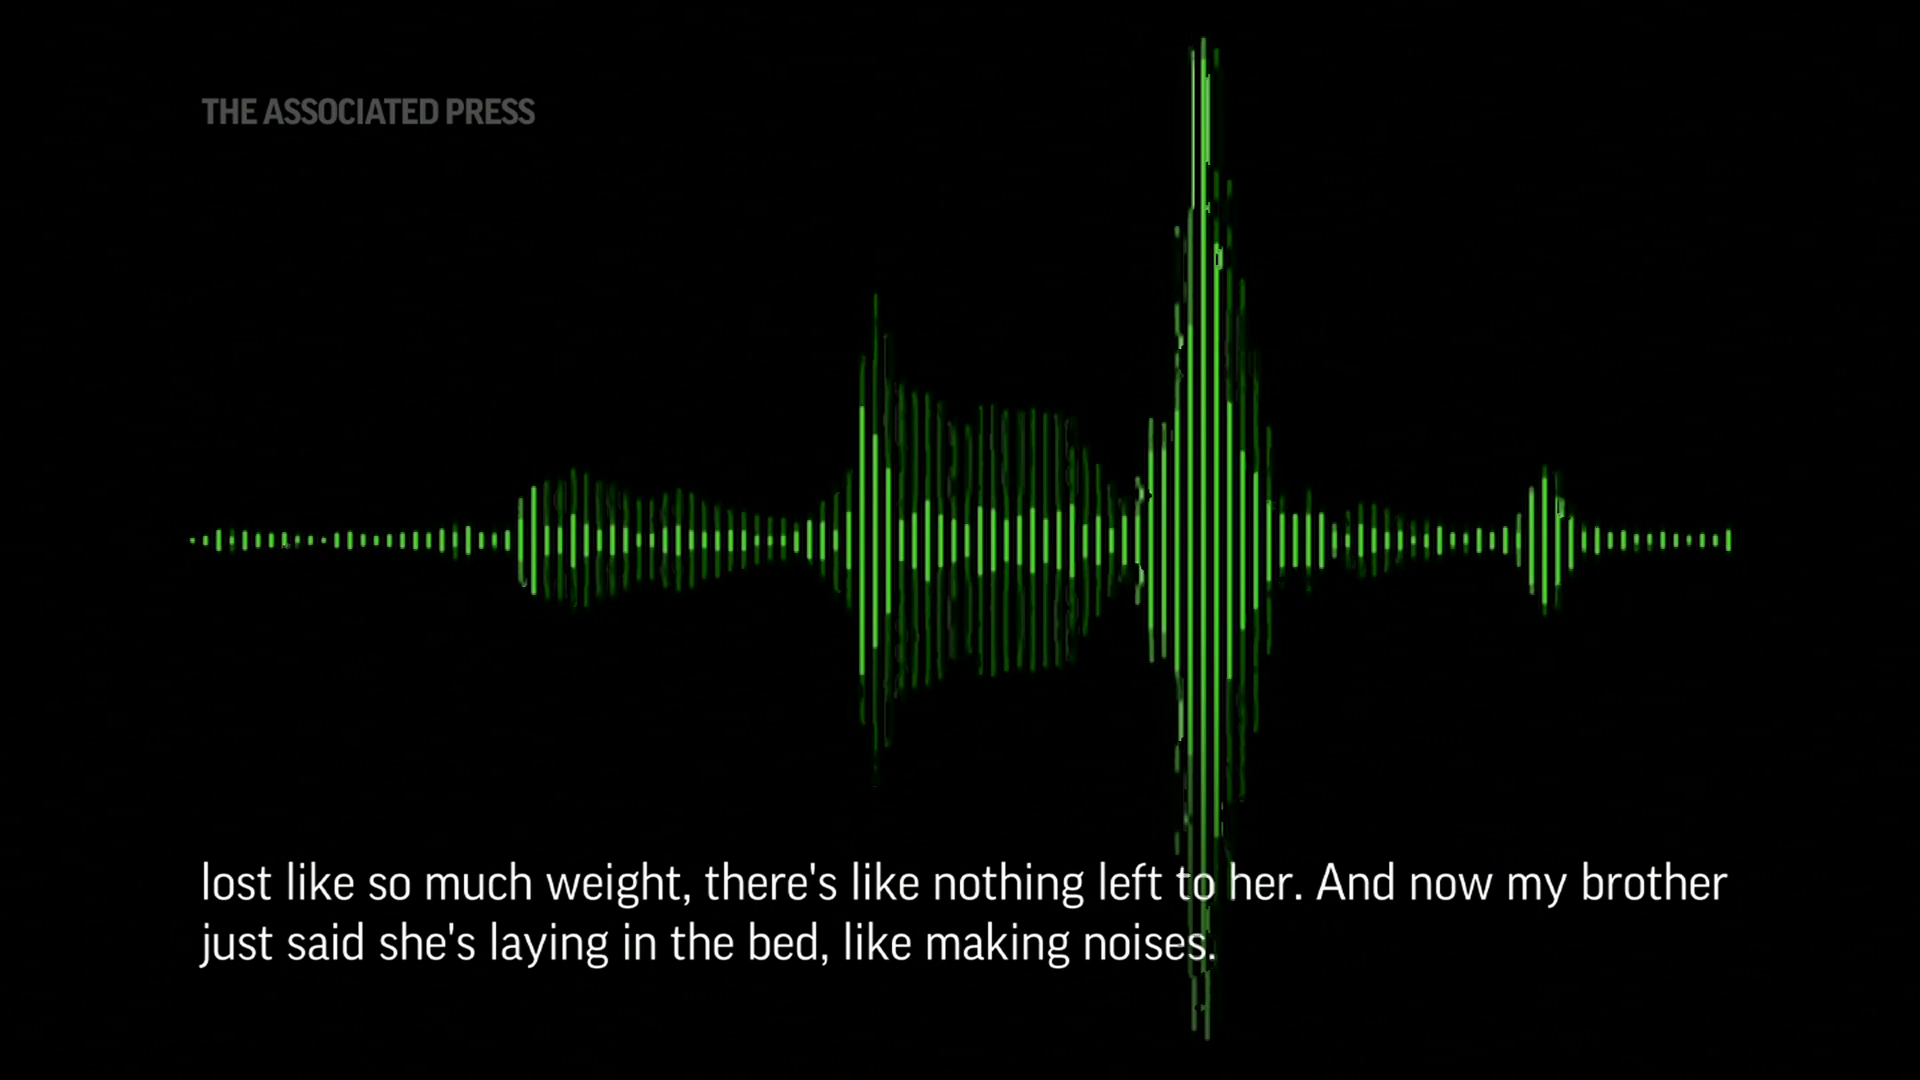 THE ASSOCIATED PRESS
lost like so much weight, there's like nothing left to her. And now my brother
just said she's laying in the bed, like making noises.